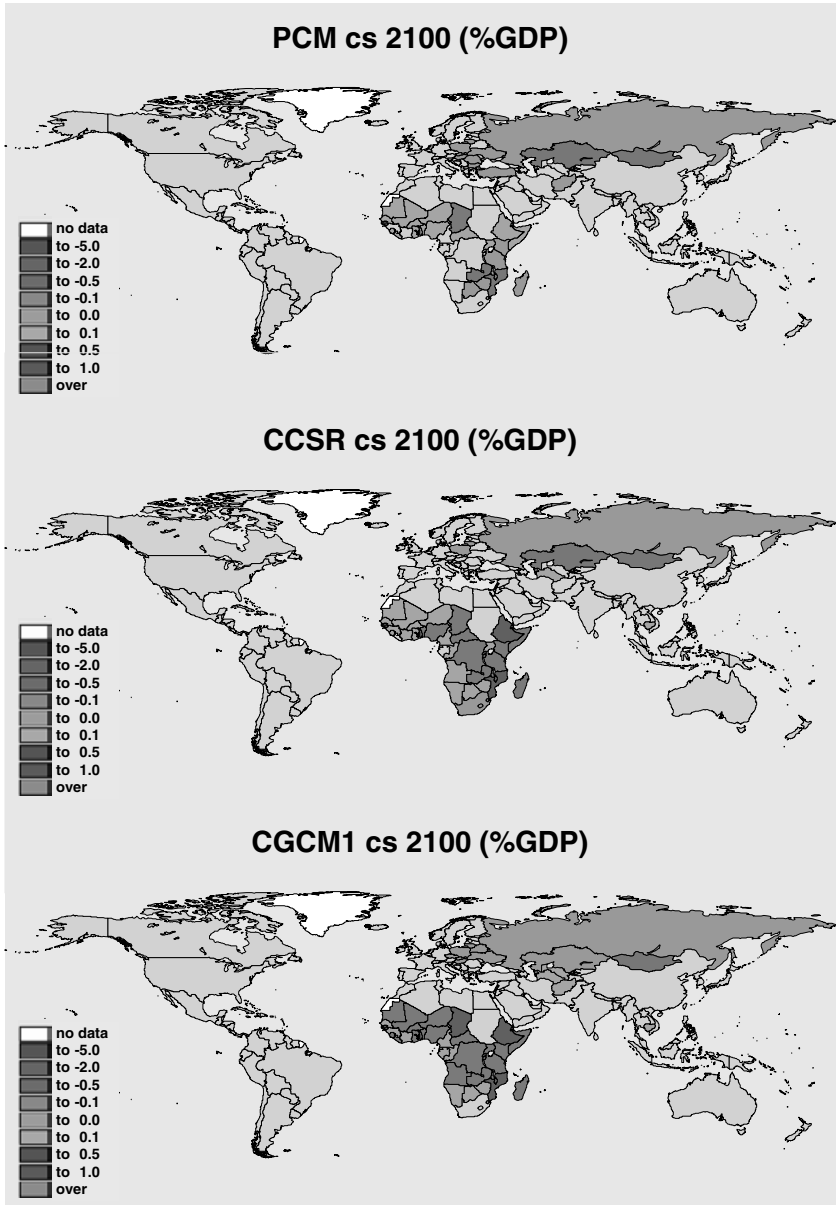 PCM cs 2100 (%GDP)
no data
to -5.0
to -2.0
to -0.5
to -0.1
to 0.0
to 0.1
to 0.5
to 1.0
over
CCSR cs 2100 (%GDP)
no data
to -5.0
to -2.0
to -0.5
to -0.1
to 0.0
to 0.1
to 0.5
to 1.0
over
CGCM1 cs 2100 (%GDP)
no data
to -5.0
to -2.0
to -0.5
to -0.1
to 0.0
to 0.1
to 0.5
to 1.0
over